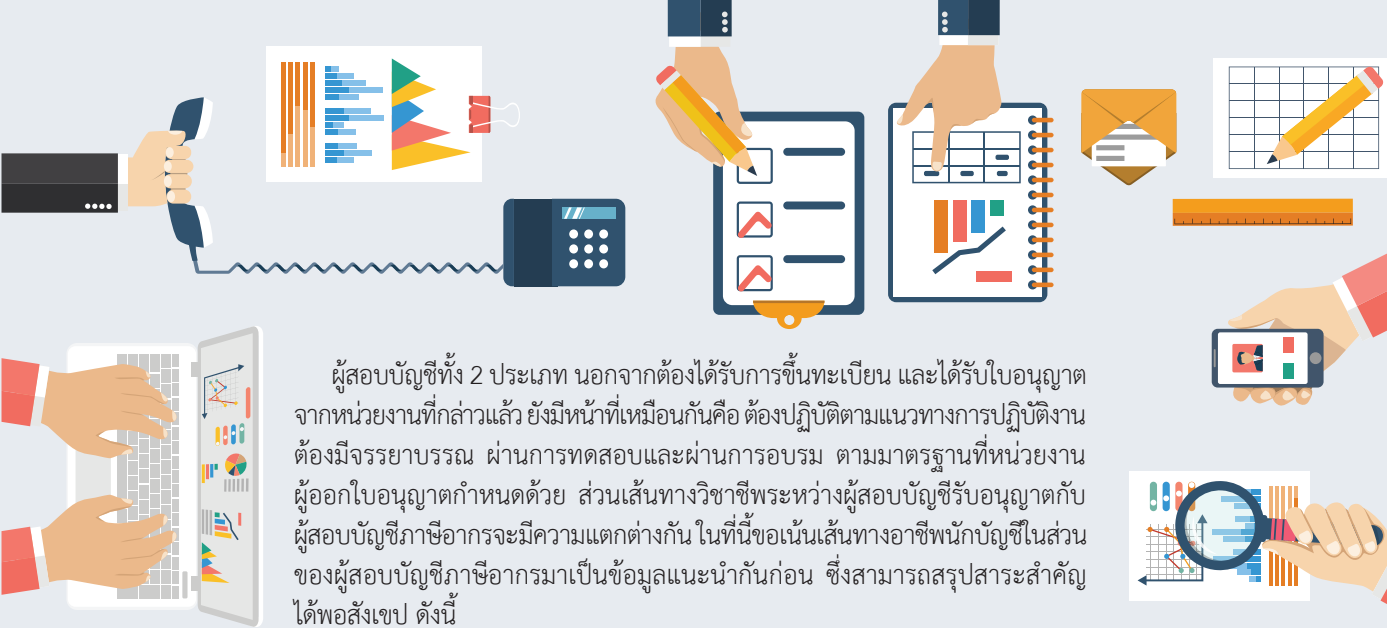 ผู้สอบบัญชีทั้ง 2 ประเภท นอกจากต้องได้รับการขึ้นทะเบียน และได้รับใบอนุญาต
จากหน่วยงานที่กล่าวแล้ว ยังมีหน้าที่เหมือนกันคือ ต้องปฏิบัติตามแนวทางการปฏิบัติงาน
ต้องมีจรรยาบรรณ ผ่านการทดสอบและผ่านการอบรม ตามมาตรฐานที่หน่วยงาน
ผู้ออกใบอนุญาตกำหนดด้วย ส่วนเส้นทางวิชาชีพระหว่างผู้สอบบัญชีรับอนุญาตกับ
ผู้สอบบัญชีภาษีอากรจะมีความแตกต่างกัน ในที่นี้ขอเน้นเส้นทางอาชีพนักบัญชีในส่วน
ของผู้สอบบัญชีภาษีอากรมาเป็นข้อมูลแนะนำกันก่อน ซึ่งสามารถสรุปสาระสำคัญ
ได้พอสังเขป ดังนี้